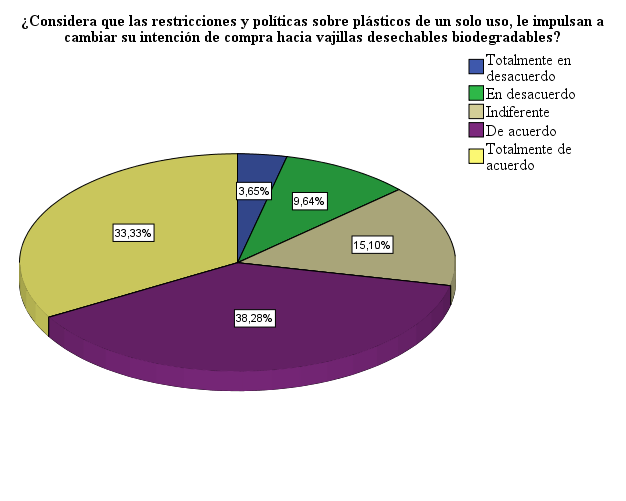 ¿Considera que las restricciones y políticas sobre plásticos de un solo uso, le impulsan a
cambiar su intención de compra hacia vajillas desechables biodegradables?
Totalmente en
desacuerdo
En desacuerdo
Indiferente
De acuerdo
Totalmente de
acuerdo
3,65%
9,64%
33,33%
15,10%
38,28%